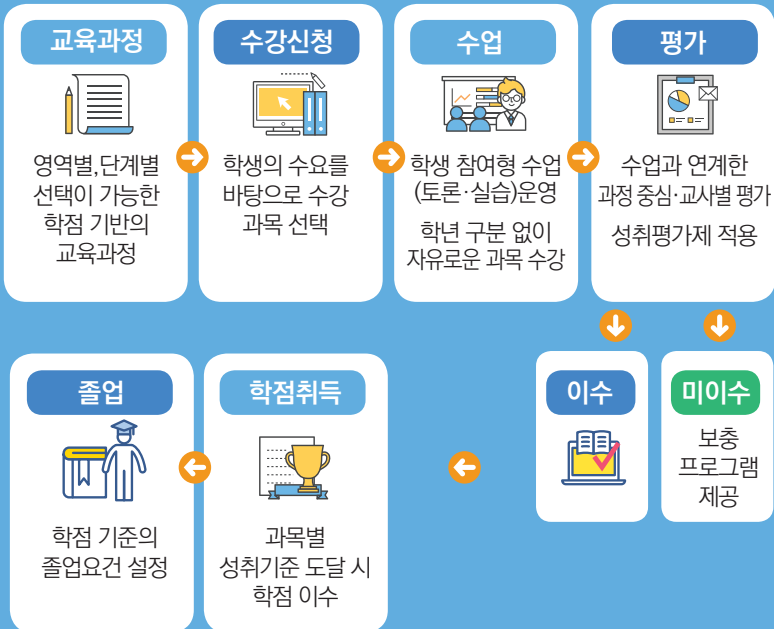 교육과정
영역별,단계별
선택이 가능한
학점 기반의
교육과정
수강신청
학생의 수요를
바탕으로 수강
과목 선택
수업
학생 참여형 수업
(토론·실습)운영
학년 구분 없이
자유로운 과목 수강
평가
수업과 연계한
과정 중심·교사별 평가
성취평가제 적용
이수
미이수
보충
프로그램
제공
학점취득
과목별
성취기준 도달 시
학점 이수
졸업
학점 기준의
졸업요건 설정